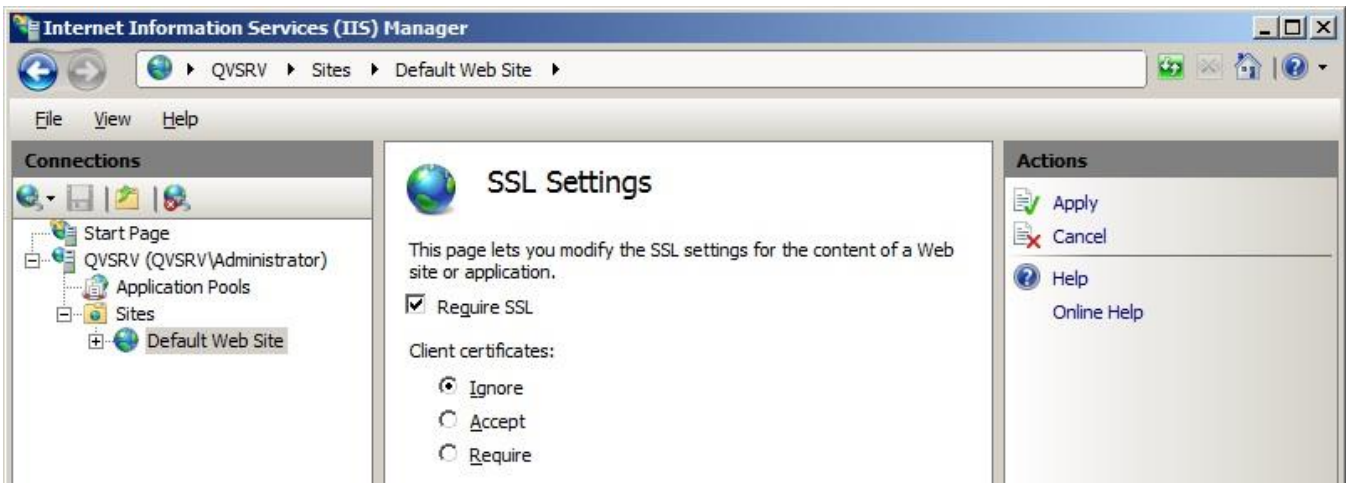 Internet Information Services (IIS) Manager
QVSRV Sites Default Web Site
File View Help
Connections
Start Page
QVSRV (QVSRV\Administrator)
Application Pools
Sites
Default Web Site
SSL Settings
This page lets you modify the SSL settings for the content of a Web
site or application.
Require SSL
Client certificates:
Ignore
Accept
Require
Actions
Apply
Cancel
Help
Online Help